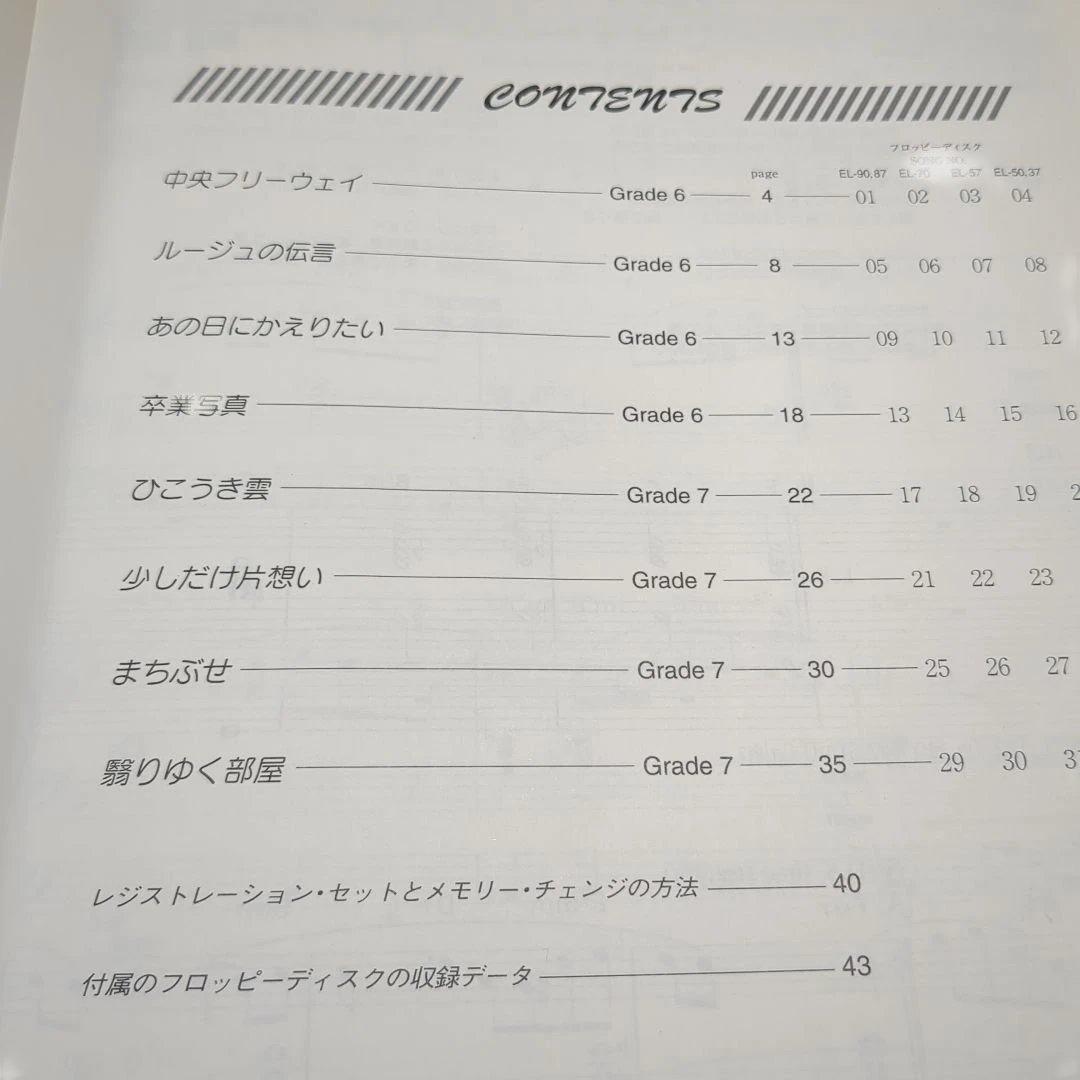 CONTENTS
フロッピーディスク
SONG NO.
page EL-90,87 EL-70 EL-57 EL-50,37
中央フリーウェイ Grade 6 4 01 02 03 04
ルージュの伝言 Grade 6 8 05 06 07 08
あの日にかえりたい Grade 6 13 09 10 11 12
卒業写真 Grade 6 18 13 14 15 16
ひこうき雲 Grade 7 22 17 18 19 2
少しだけ片想い Grade 7 26 21 22 23
まちぶせ Grade 7 30 25 26 27
翳りゆく部屋 Grade 7 35 29 30 31
レジストレーション・セットとメモリー・チェンジの方法 40
付属のフロッピーディスクの収録データ 43